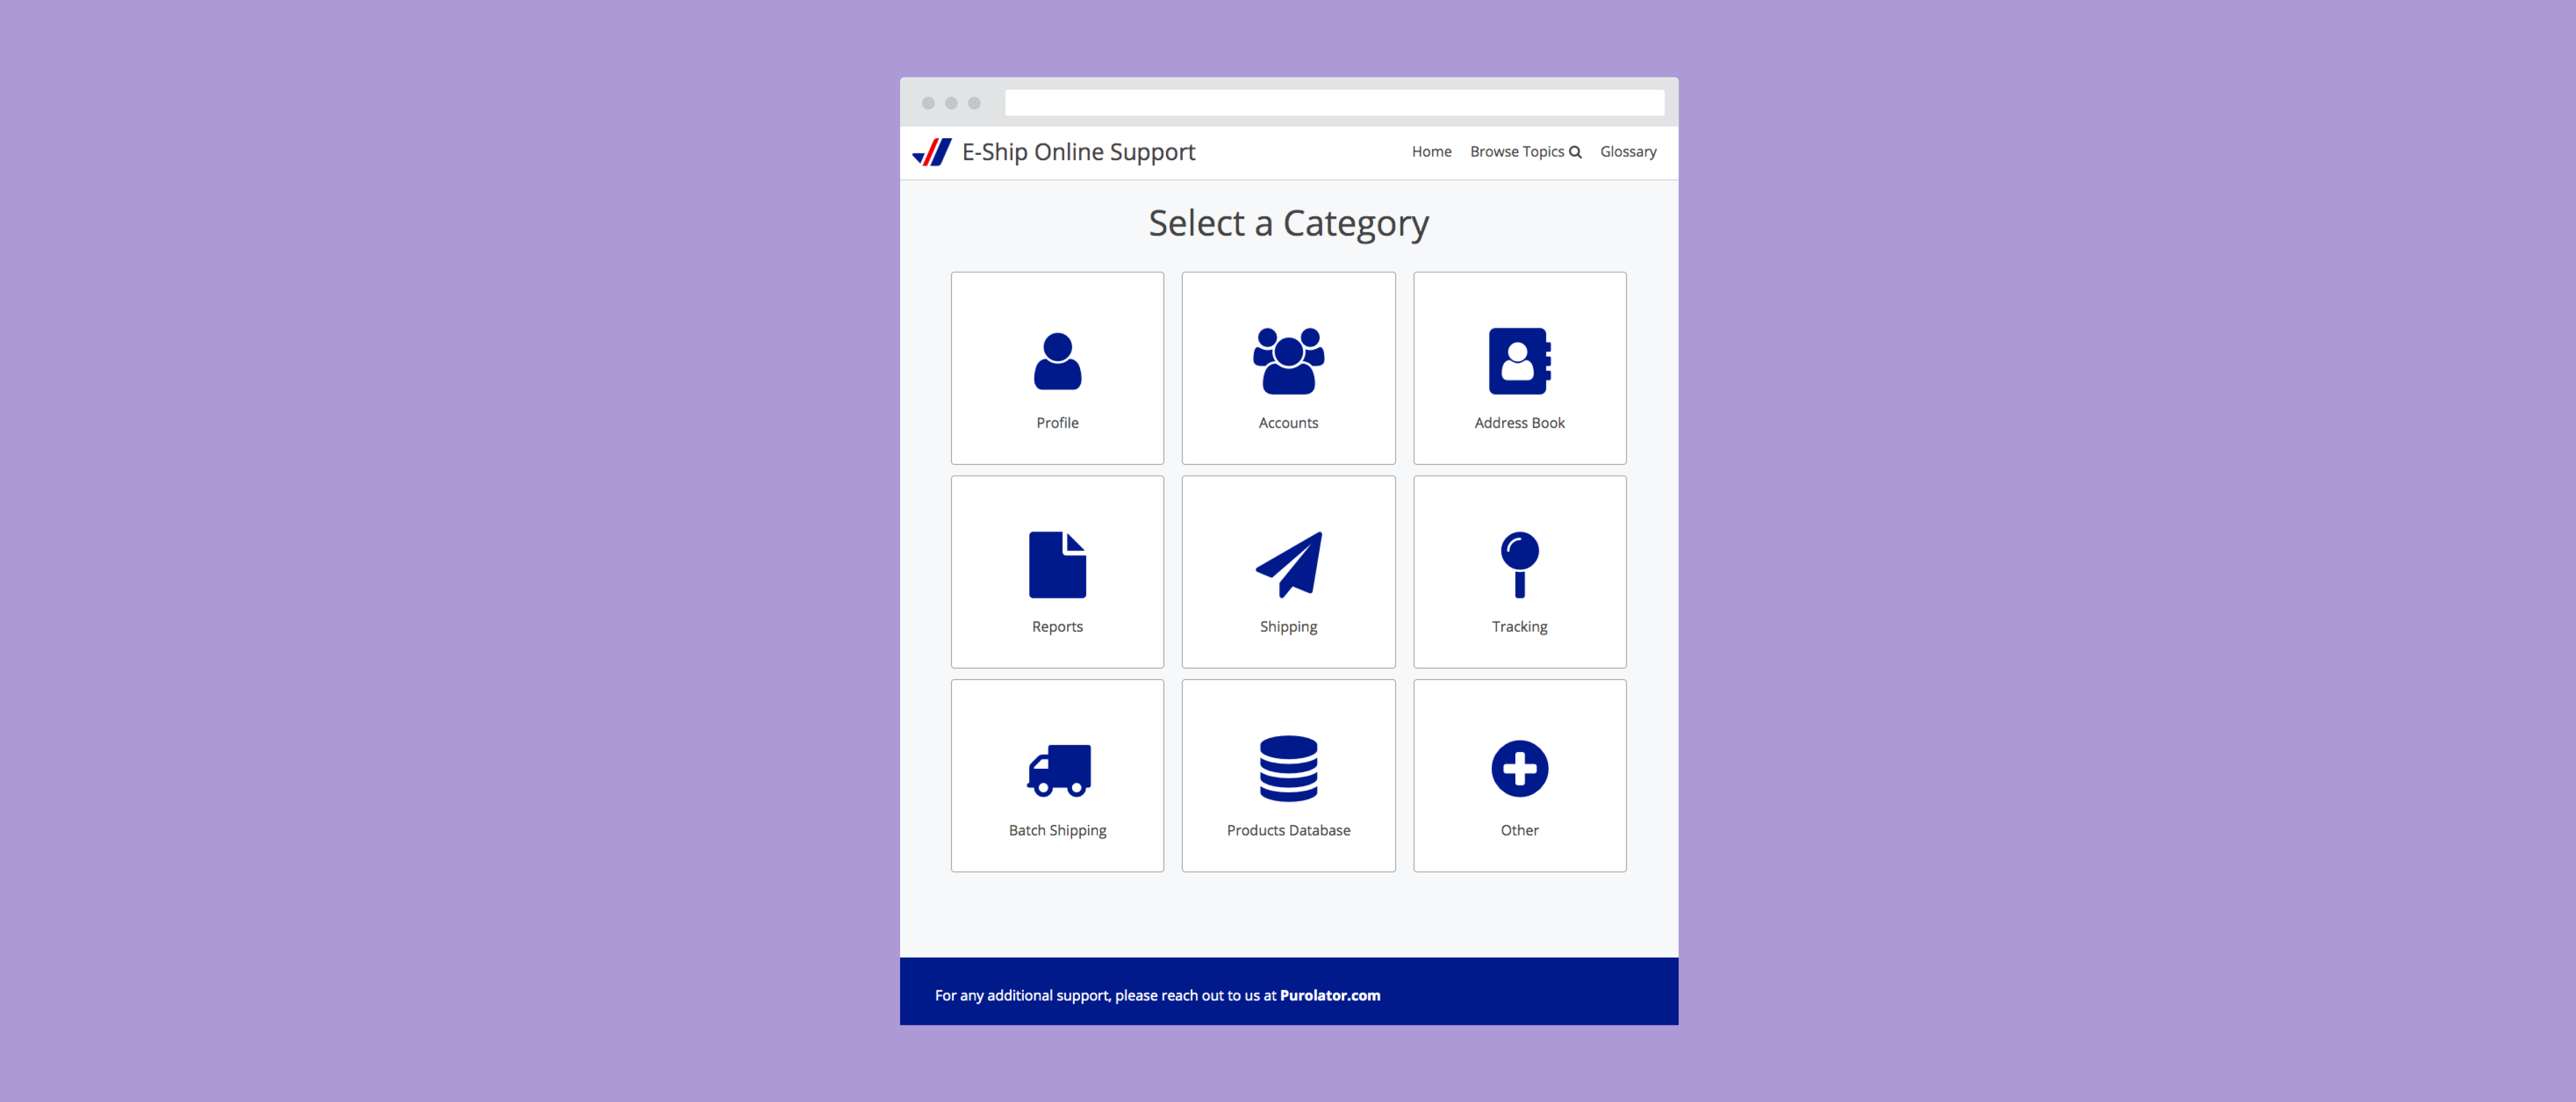 E-Ship Online Support
Home Browse Topics Glossary
Select a Category
Profile
Accounts
Address Book
Reports
Shipping
Tracking
Batch Shipping
Products Database
Other
For any additional support, please reach out to us at Purolator.com